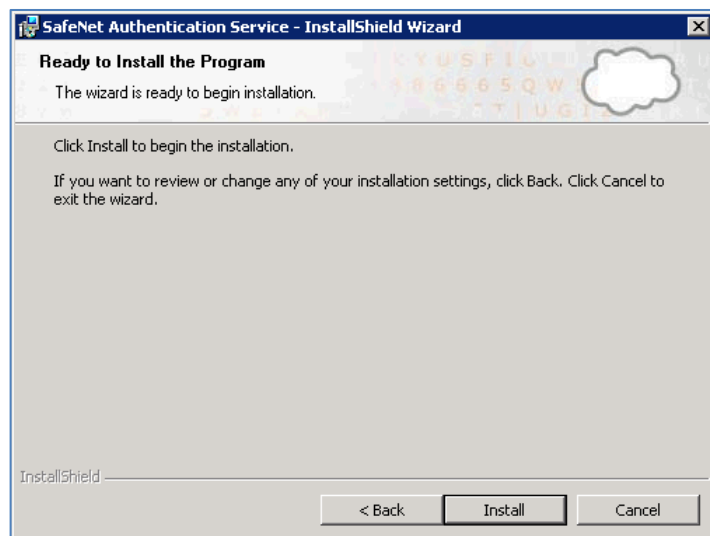 SafeNet Authentication Service - InstallShield Wizard
Ready to Install the Program
The wizard is ready to begin installation.
Click Install to begin the installation.
If you want to review or change any of your installation settings, click Back. Click Cancel to
exit the wizard.
InstallShield
< Back
Install
Cancel